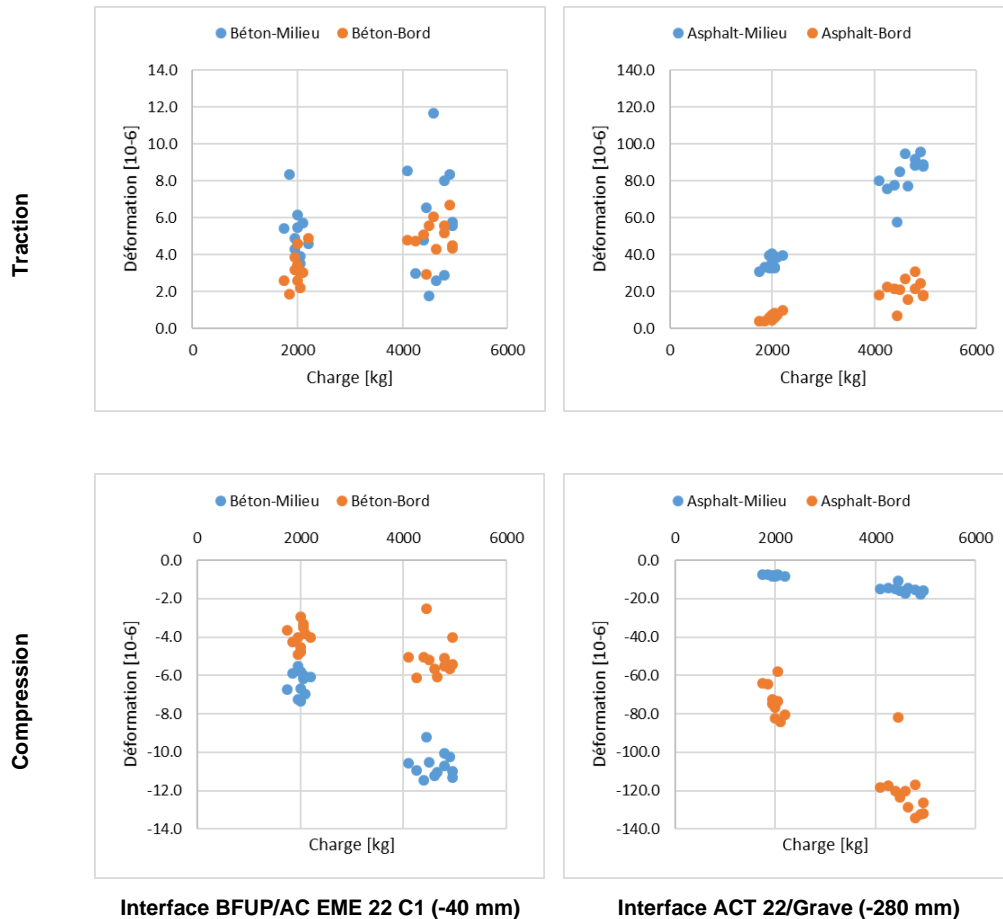 Traction
Béton-Milieu Béton-Bord
Déformation [10-6]
14.0
12.0
10.0
8.0
6.0
4.0
2.0
0.0
0 2000 4000 6000
Charge [kg]
Asphalt-Milieu Asphalt-Bord
Déformation [10-6]
140.0
120.0
100.0
80.0
60.0
40.0
20.0
0.0
0 2000 4000 6000
Charge [kg]
Compression
Béton-Milieu Béton-Bord
0 2000 4000 6000
Déformation [10-6]
0.0
-2.0
-4.0
-6.0
-8.0
-10.0
-12.0
-14.0
Charge [kg]
Asphalt-Milieu Asphalt-Bord
0 2000 4000 6000
Déformation [10-6]
0.0
-20.0
-40.0
-60.0
-80.0
-100.0
-120.0
-140.0
Charge [kg]
Interface BFUP/AC EME 22 C1 (-40 mm)
Interface ACT 22/Grave (-280 mm)